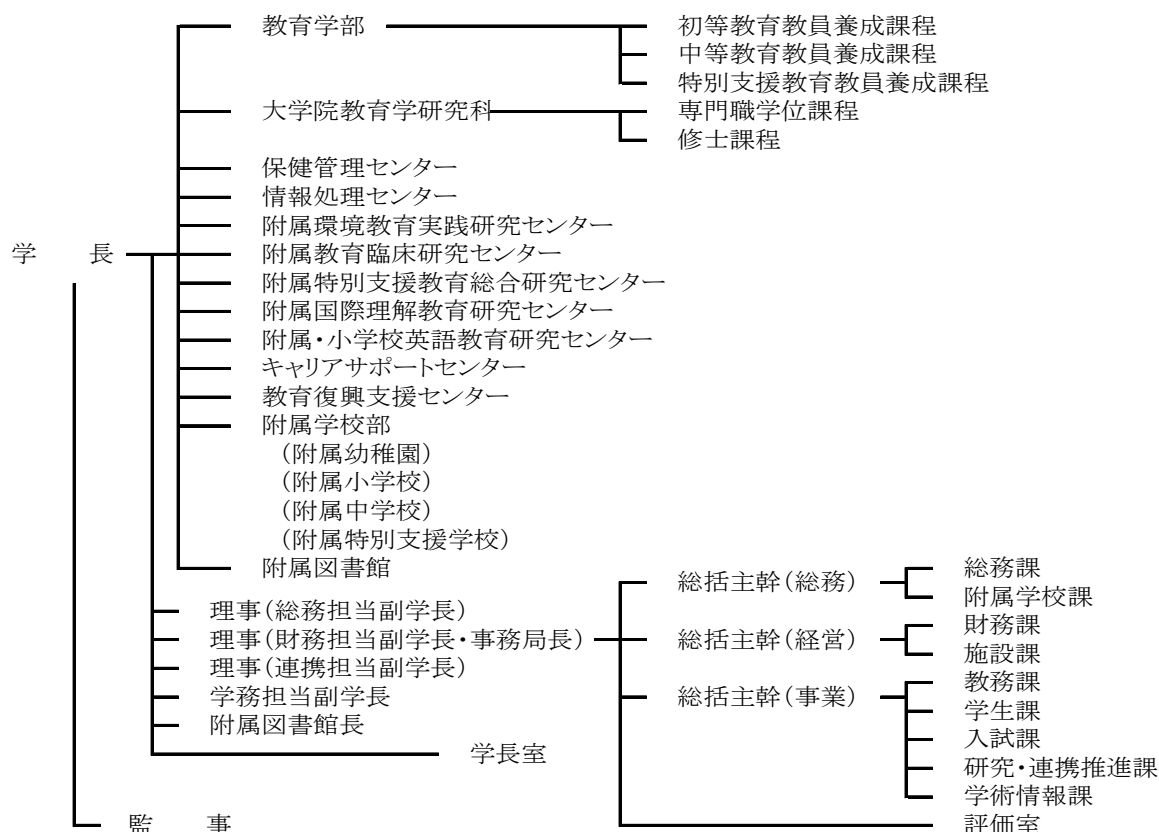 教育学部 初等教育教員養成課程
中等教育教員養成課程
特別支援教育教員養成課程
大学院教育学研究科 専門職学位課程
修士課程
保健管理センター
情報処理センター
附属環境教育実践研究センター
学 長 附属教育臨床研究センター
附属特別支援教育総合研究センター
附属国際理解教育研究センター
附属・小学校英語教育研究センター
キャリアサポートセンター
教育復興支援センター
附属学校部
(附属幼稚園)
(附属小学校)
(附属中学校)
(附属特別支援学校)
附属図書館 総務課
総括主幹(総務)
附属学校課
理事(総務担当副学長) 財務課
理事(財務担当副学長・事務局長) 総括主幹(経営)
施設課
理事(連携担当副学長) 教務課
学務担当副学長 総括主幹(事業) 学生課
附属図書館長 入試課
学長室 研究・連携推進課
学術情報課
監 事 評価室